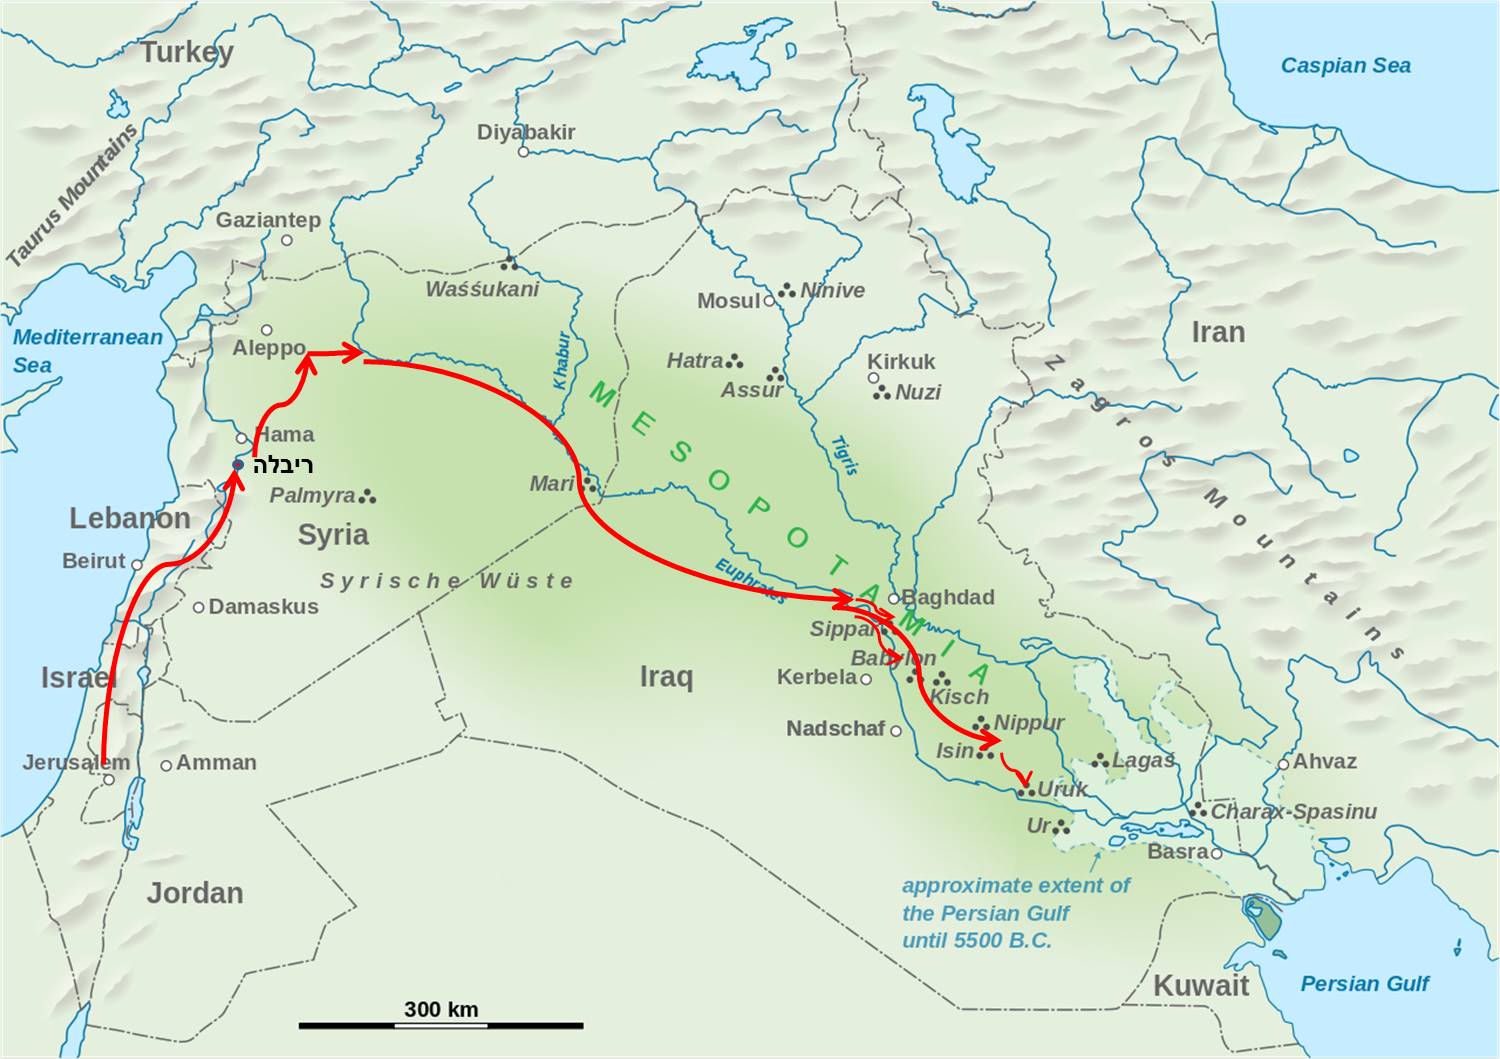 Turkey
Caspian Sea
Diyabakir
Taurus Mountains
Gaziantep
Waśśukani
Mosul
Ninive
Mediterranean
Sea
Aleppo
Khabur
Hatra
Assur
Kirkuk
Nuzi
Iran
Zagros Mountains
MESOPOTAMIA
Hama
ריבלה
Tigris
Palmyra
Mari
Lebanon
Syria
Beirut
Syrische Wüste
Euphrates
Damaskus
Baghdad
Sippar
Babylon
Israel
Iraq
Kerbela
Kisch
Nadschaf
Nippur
Isin
Lagaś
Jerusalem
Amman
Ahvaz
Uruk
Charax-Spasinu
Ur
Basra
Jordan
approximate extent of
the Persian Gulf
until 5500 B.C.
Kuwait
Persian Gulf
300 km